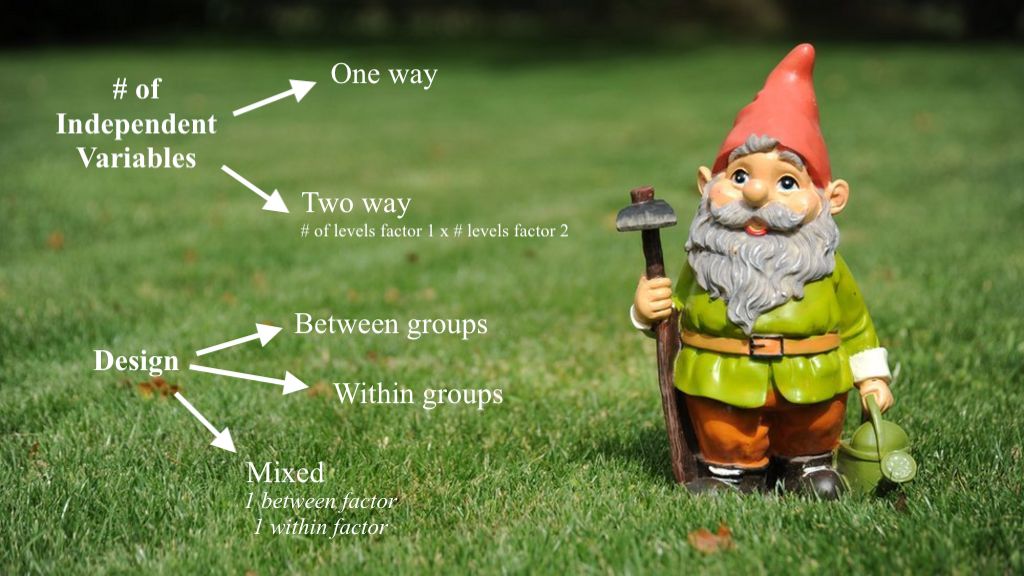 # of
Independent
Variables
One way
Two way
# of levels factor 1 x # levels factor 2
Design
Between groups
Within groups
Mixed
1 between factor
1 within factor